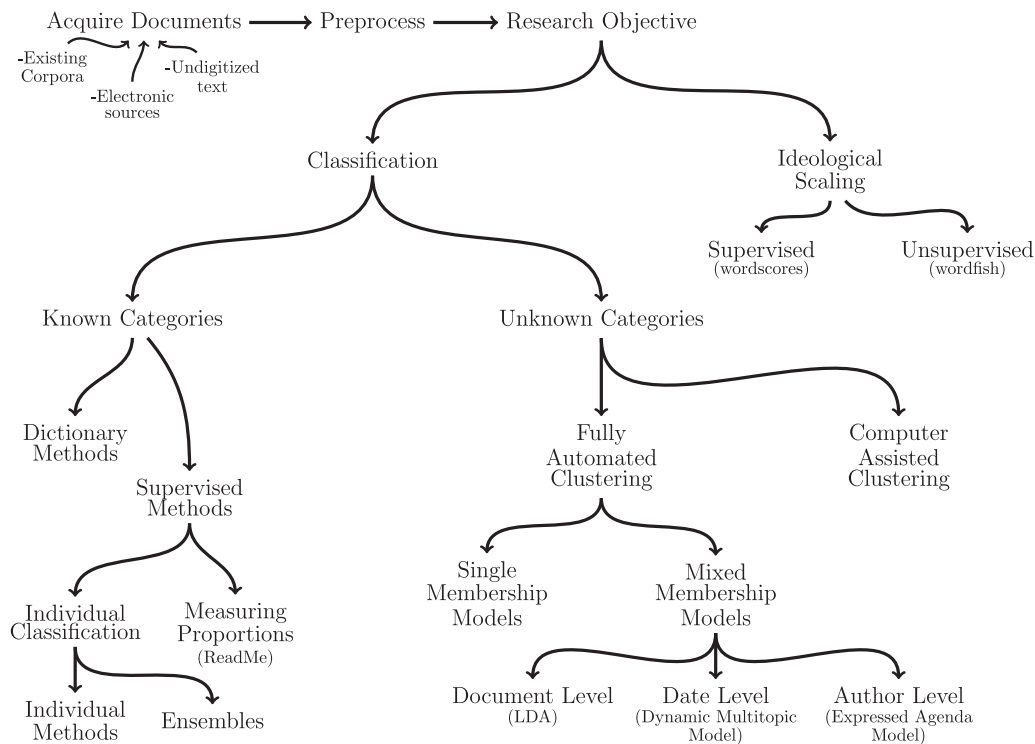 Acquire Documents
Preprocess
Research Objective
-Existing
Corpora
-Electronic
sources
-Undigitized
text
Classification
Ideological
Scaling
Supervised
(wordscores)
Unsupervised
(wordfish)
Known Categories
Unknown Categories
Dictionary
Methods
Supervised
Methods
Fully
Automated
Clustering
Computer
Assisted
Clustering
Individual
Classification
Measuring
Proportions
(ReadMe)
Single
Membership
Models
Mixed
Membership
Models
Individual
Methods
Ensembles
Document Level
(LDA)
Date Level
(Dynamic Multitopic
Model)
Author Level
(Expressed Agenda
Model)